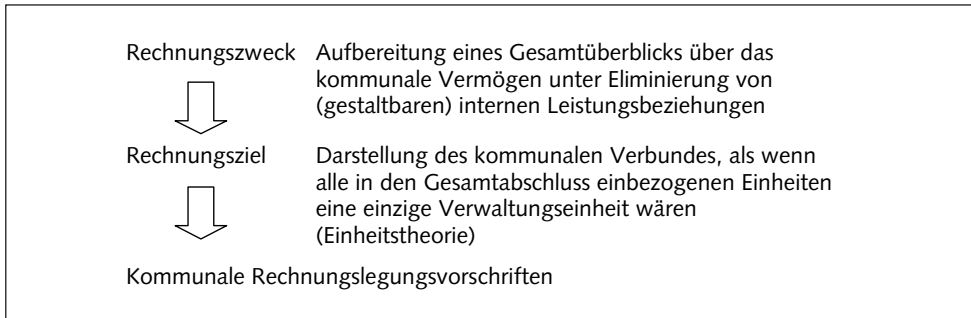 Rechnungszweck Aufbereitung eines Gesamtüberblicks über das
kommunale Vermögen unter Eliminierung von
(gestaltbaren) internen Leistungsbeziehungen
Rechnungsziel Darstellung des kommunalen Verbundes, als wenn
alle in den Gesamtabschluss einbezogenen Einheiten
eine einzige Verwaltungseinheit wären
(Einheitstheorie)
Kommunale Rechnungslegungsvorschriften